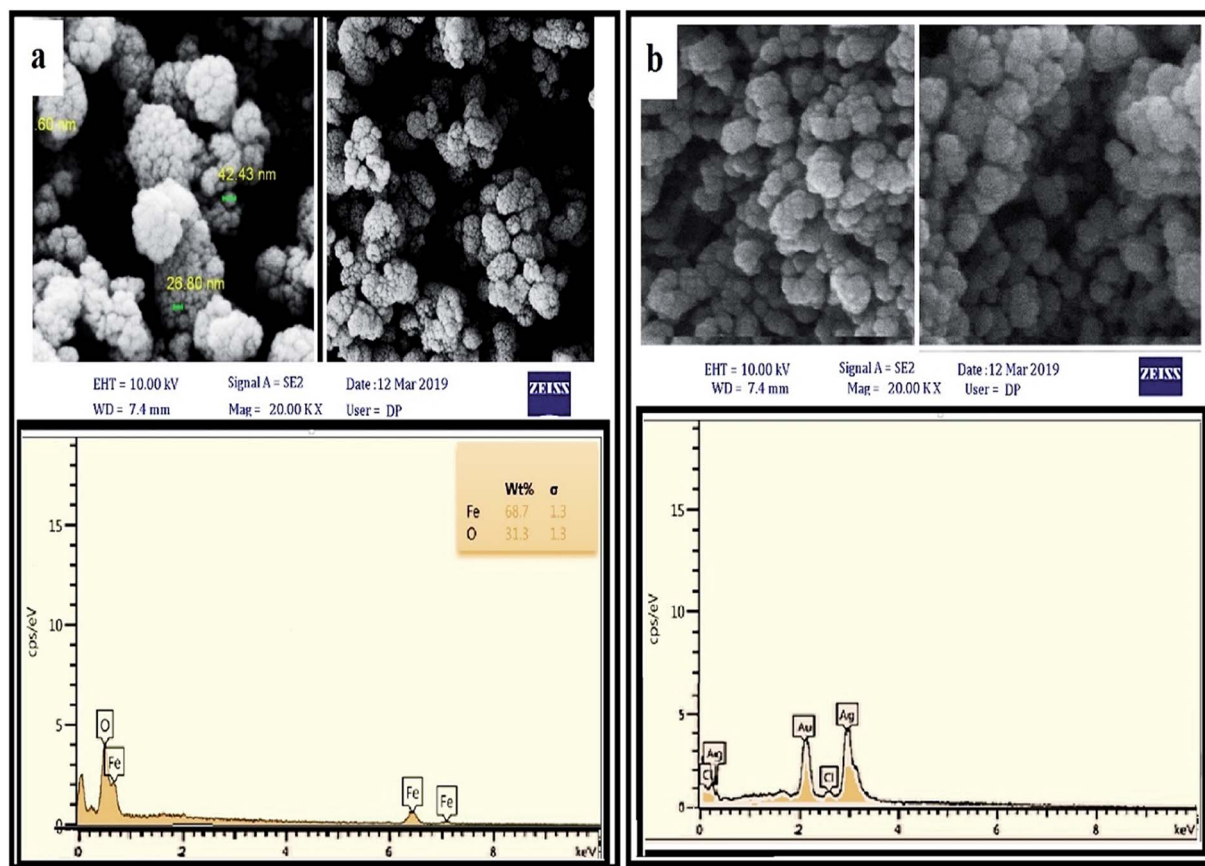 a
.60 nm
42.43 nm
26.80 nm
EHT = 10.00 kV Signal A = SE2 Date :12 Mar 2019 ZEISS
WD = 7.4 mm Mag = 20.00 KX User = DP
Wt% σ
Fe 68.7 1.3
O 31.3 1.3
cps/eV
15
10
5
0
O
Fe
Fe
Fe
0 2 4 6 8 keV
b
EHT = 10.00 kV Signal A = SE2 Date :12 Mar 2019 ZEISS
WD = 7.4 mm Mag = 20.00 KX User = DP
cps/eV
15
10
5
0
Cl
Ag
Au
Cl
Ag
0 2 4 6 8 keV